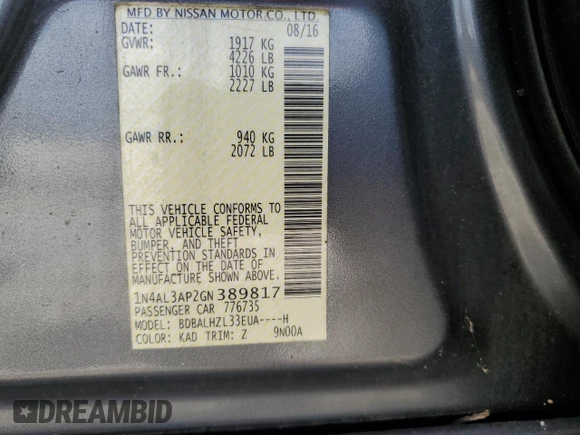 MFD BY NISSAN MOTOR CO., LTD.
DATE: 08/16
GVWR: 1917 KG
4226 LB
GAWR FR.: 1010 KG
2227 LB
GAWR RR.: 940 KG
2072 LB
THIS VEHICLE CONFORMS TO
ALL APPLICABLE FEDERAL
MOTOR VEHICLE SAFETY,
BUMPER, AND THEFT
PREVENTION STANDARDS IN
EFFECT ON THE DATE OF
MANUFACTURE SHOWN ABOVE.
1N4AL3AP2GN389817
PASSENGER CAR 776735
MODEL: BDBALHZL33EUA----H
COLOR: KAD TRIM: Z 9N00A
DREAMBID